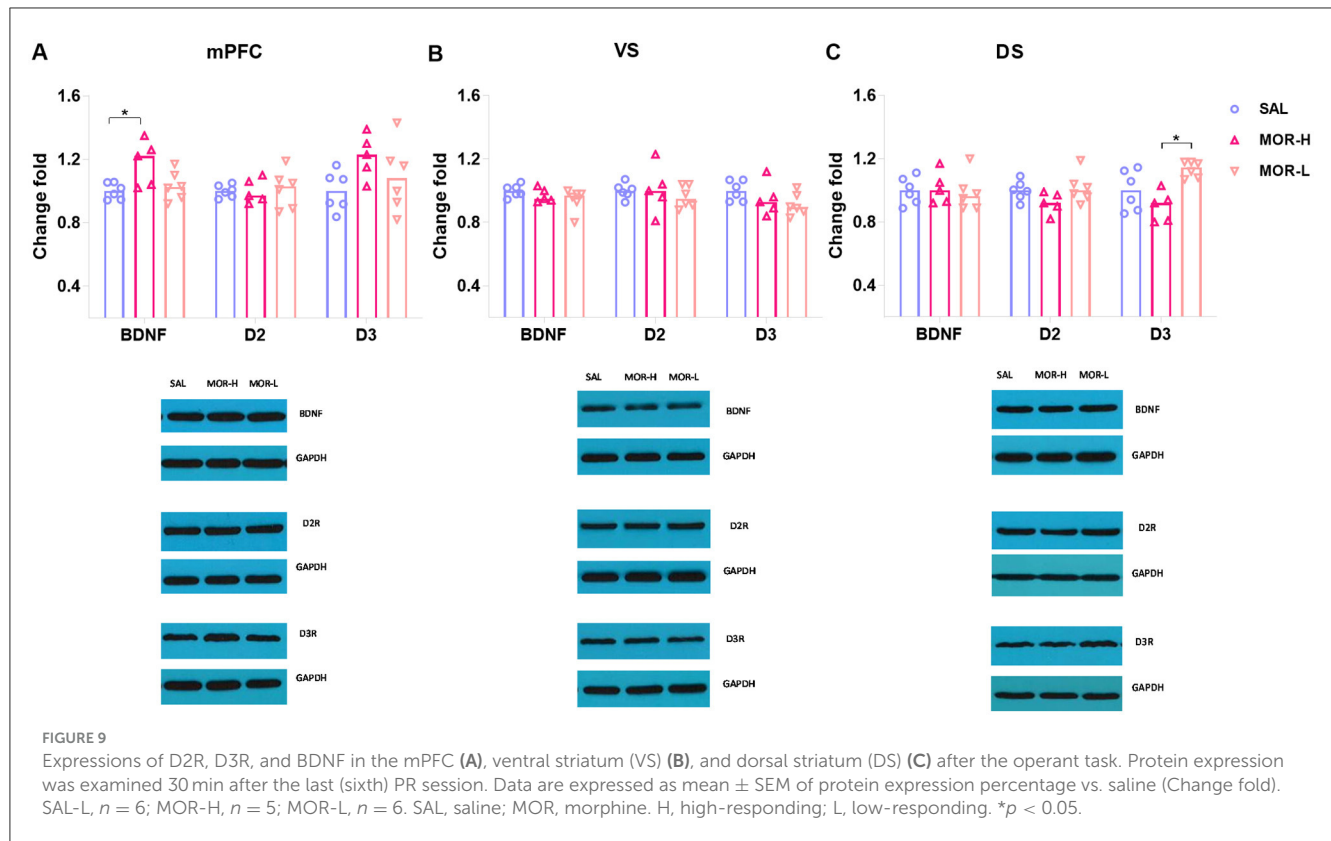 A
mPFC
B
VS
C
DS
1.6
1.2
0.8
0.4
Change fold
*
BDNF
D2
D3
1.6
1.2
0.8
0.4
Change fold
BDNF
D2
D3
1.6
1.2
0.8
0.4
Change fold
*
BDNF
D2
D3
SAL
MOR-H
MOR-L
SAL MOR-H MOR-L
BDNF
GAPDH
D2R
GAPDH
D3R
GAPDH
SAL MOR-H MOR-L
BDNF
GAPDH
D2R
GAPDH
D3R
GAPDH
SAL MOR-H MOR-L
BDNF
GAPDH
D2R
GAPDH
D3R
GAPDH
FIGURE 9
Expressions of D2R, D3R, and BDNF in the mPFC (A), ventral striatum (VS) (B), and dorsal striatum (DS) (C) after the operant task. Protein expression
was examined 30 min after the last (sixth) PR session. Data are expressed as mean ± SEM of protein expression percentage vs. saline (Change fold).
SAL-L, n = 6; MOR-H, n = 5; MOR-L, n = 6. SAL, saline; MOR, morphine. H, high-responding; L, low-responding. *p < 0.05.